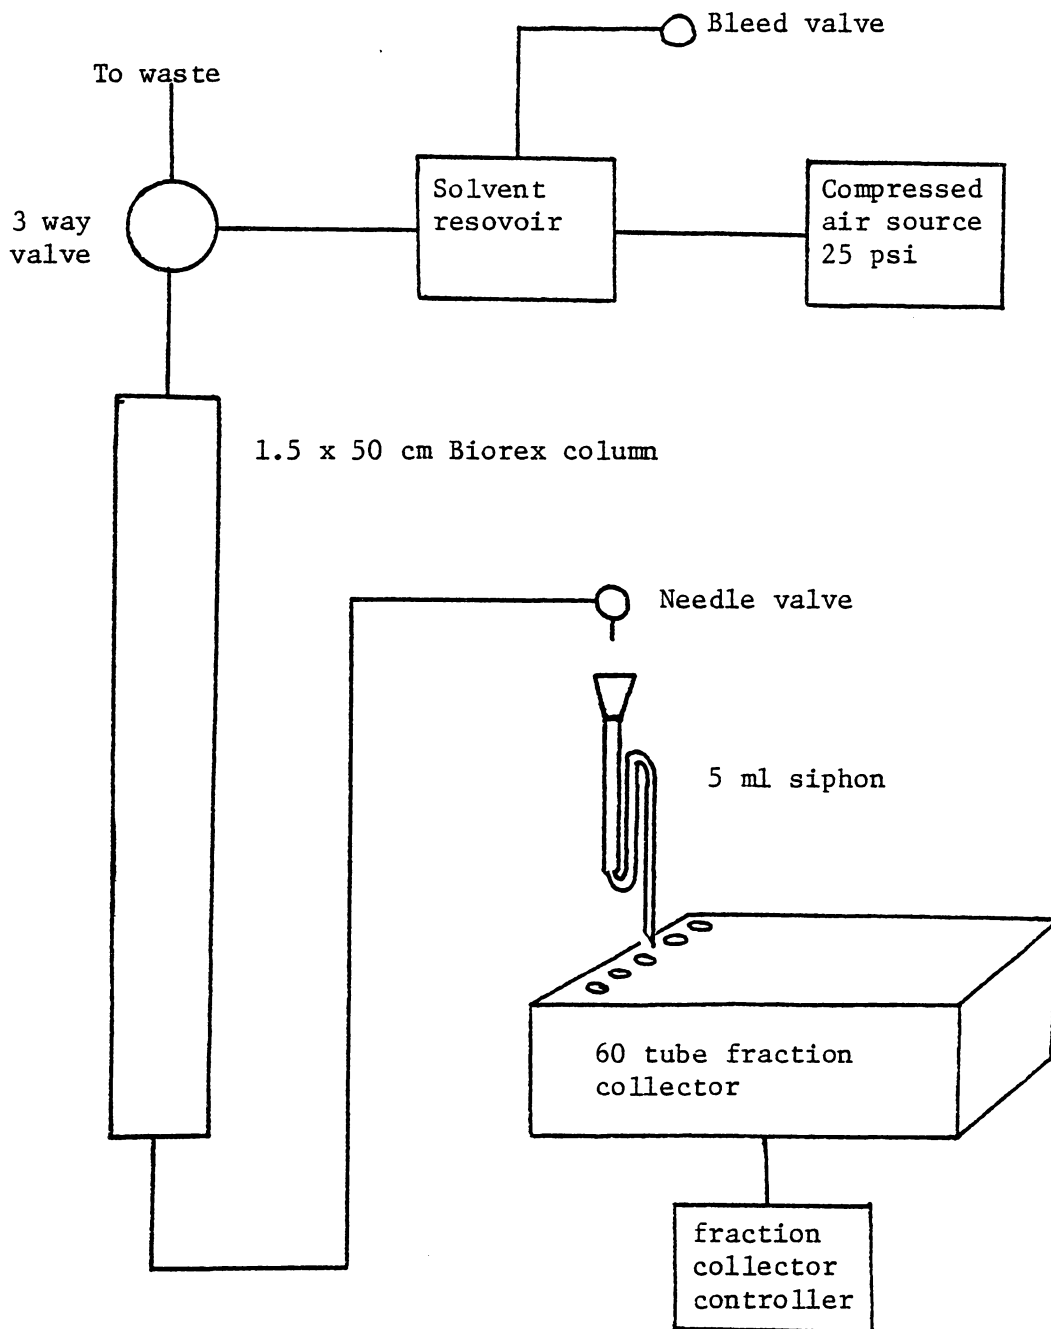 Bleed valve
To waste
3 way
valve
Solvent
resovoir
Compressed
air source
25 psi
1.5 x 50 cm Biorex column
Needle valve
5 ml siphon
60 tube fraction
collector
fraction
collector
controller